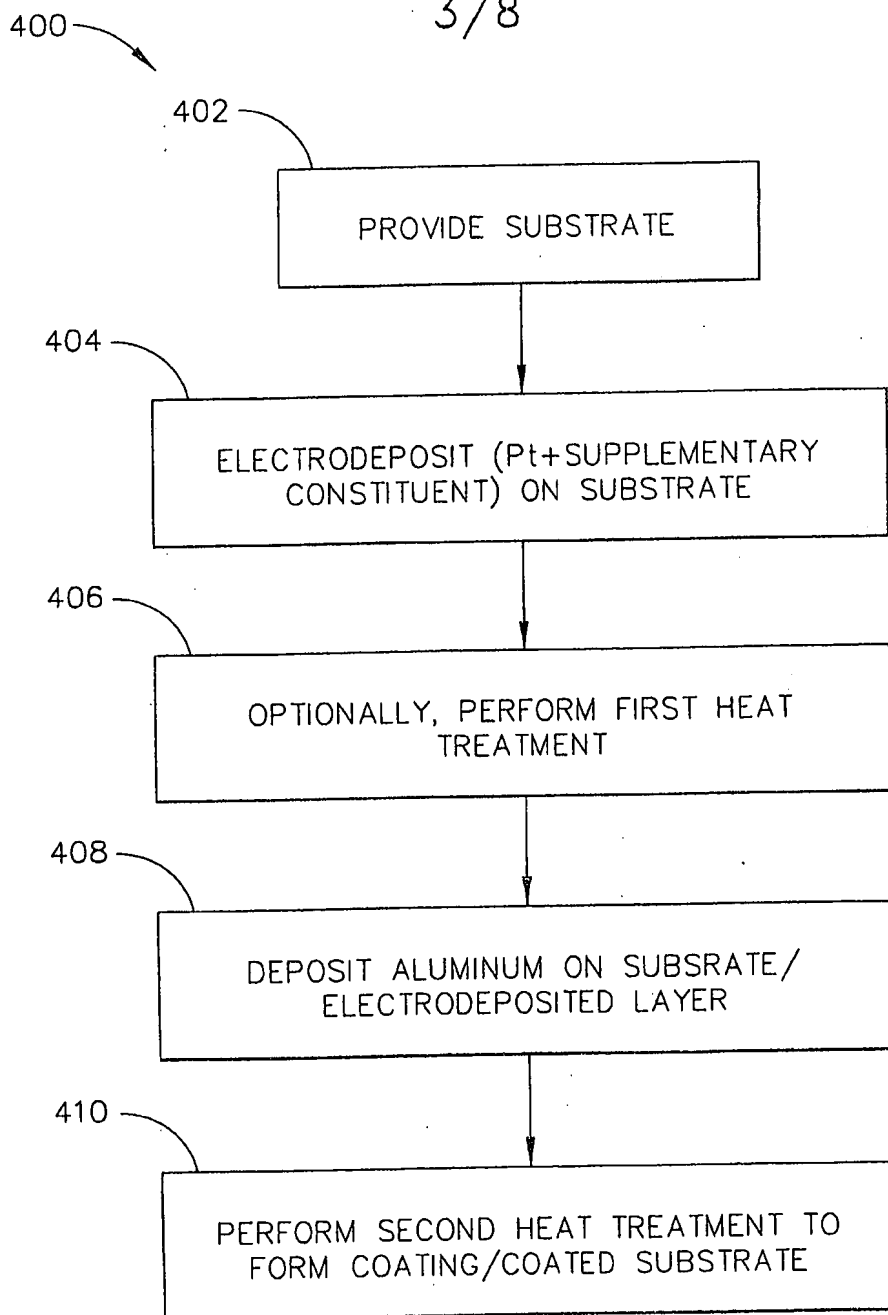 3/8
400
402
PROVIDE SUBSTRATE
404
ELECTRODEPOSIT (Pt+SUPPLEMENTARY
CONSTITUENT) ON SUBSTRATE
406
OPTIONALLY, PERFORM FIRST HEAT
TREATMENT
408
DEPOSIT ALUMINUM ON SUBSRATE/
ELECTRODEPOSITED LAYER
410
PERFORM SECOND HEAT TREATMENT TO
FORM COATING/COATED SUBSTRATE